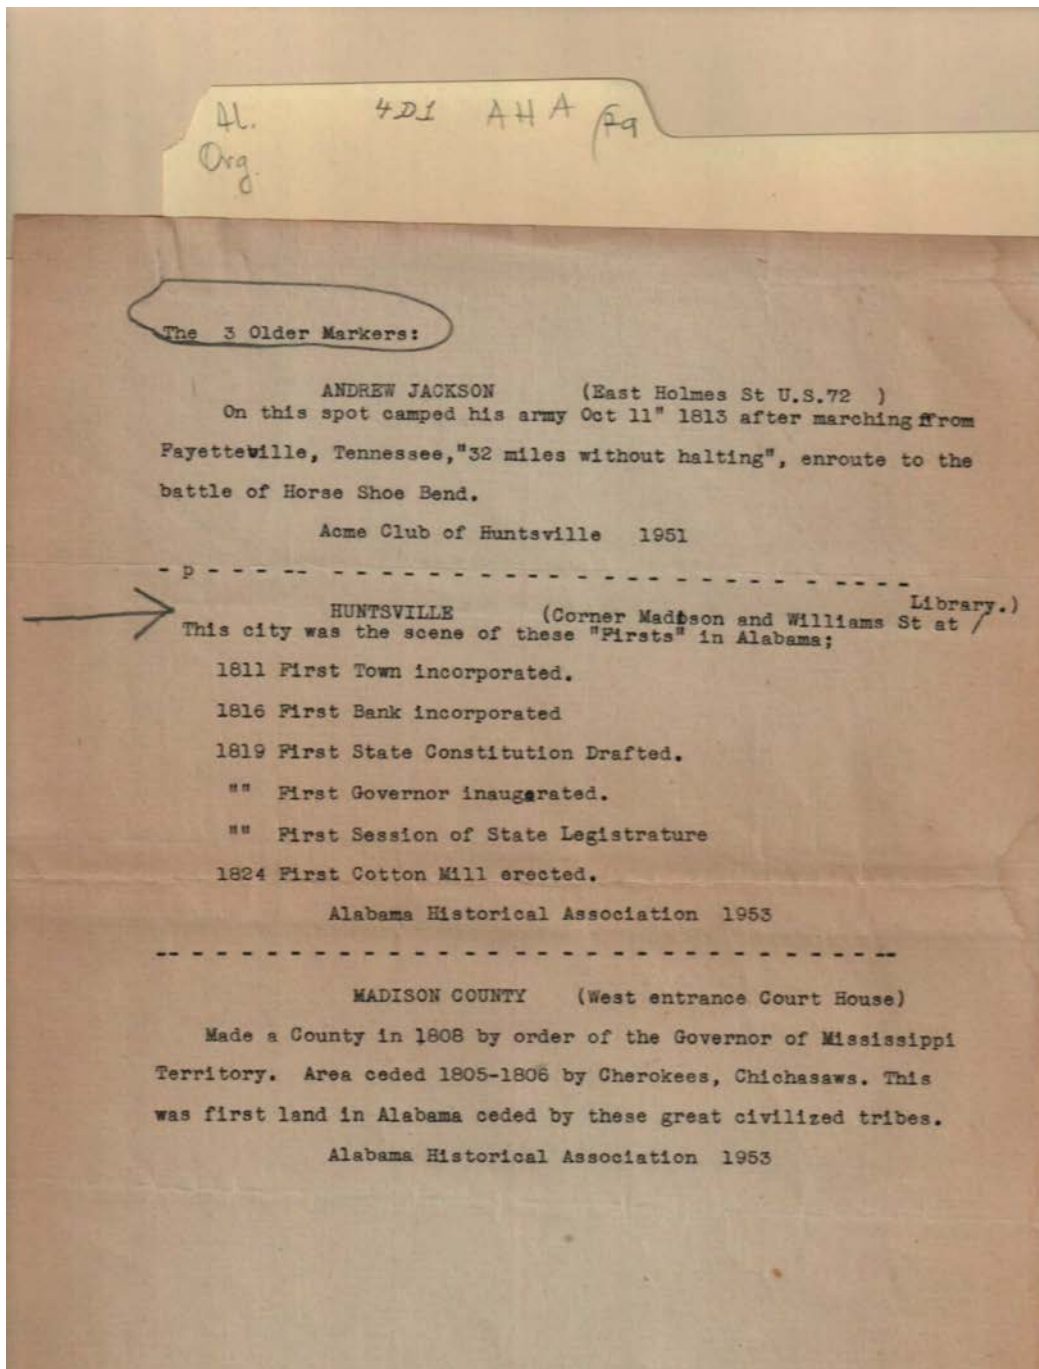 Al. 4D1 AHA
Org.
The 3 Older Markers:
ANDREW JACKSON (East Holmes St U.S.72 )
On this spot camped his army Oct 11" 1813 after marching from
Fayetteville, Tennessee,"32 miles without halting", enroute to the
battle of Horse Shoe Bend.
Acme Club of Huntsville 1951
- p - - - -- - - - - - - - - - - - - - - - - - - - - -
Library.)
HUNTSVILLE (Corner Madison and Williams St at /
This city was the scene of these "Firsts" in Alabama;
1811 First Town incorporated.
1816 First Bank incorporated
1819 First State Constitution Drafted.
"" First Governor inaugerated.
"" First Session of State Legistrature
1824 First Cotton Mill erected.
Alabama Historical Association 1953
-- - - - - - - - - - - - - - - - - - - - - - - - - - --
MADISON COUNTY (West entrance Court House)
Made a County in 1808 by order of the Governor of Mississippi
Territory. Area ceded 1805-1806 by Cherokees, Chichasaws. This
was first land in Alabama ceded by these great civilized tribes.
Alabama Historical Association 1953